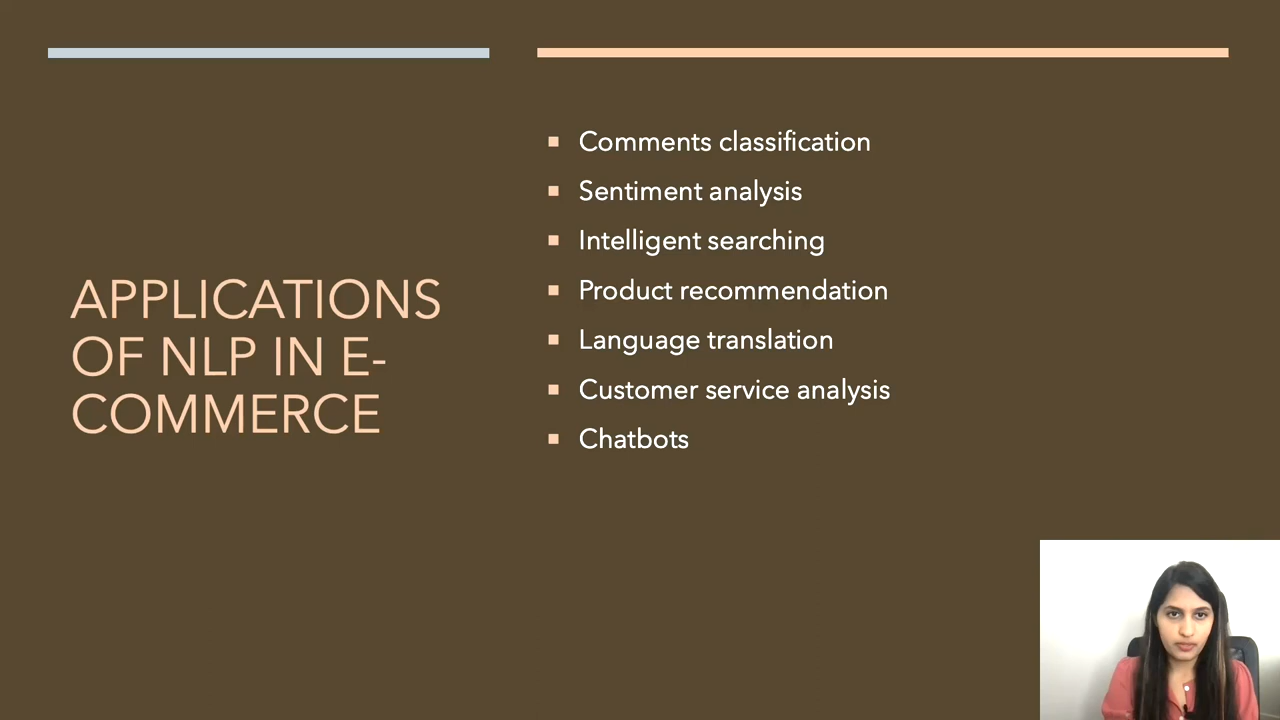 APPLICATIONS
OF NLP IN E-
COMMERCE
Comments classification
Sentiment analysis
Intelligent searching
Product recommendation
Language translation
Customer service analysis
Chatbots